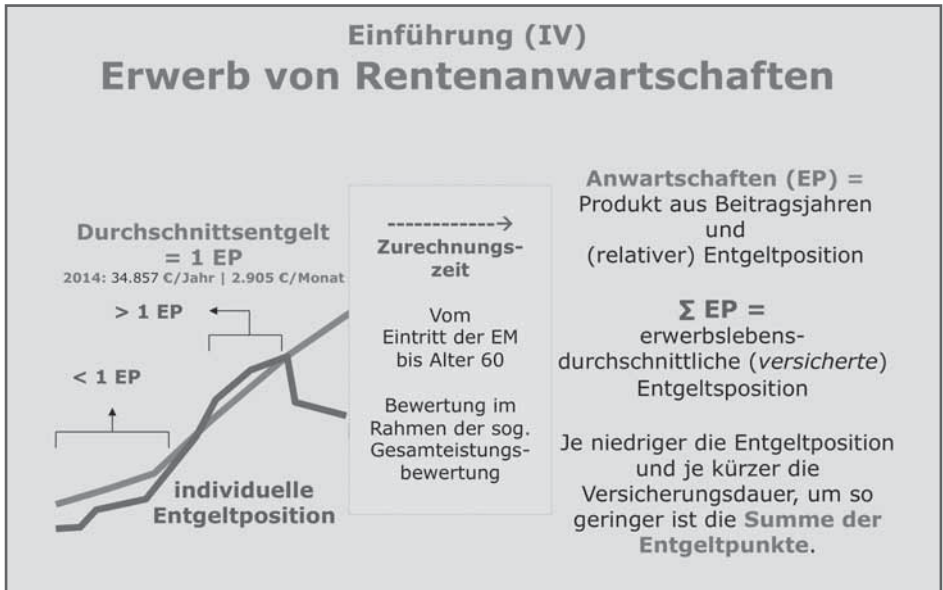 Einführung (IV)
Erwerb von Rentenanwartschaften
Durchschnittsentgelt
= 1 EP
2014: 34.857 €/Jahr | 2.905 €/Monat
> 1 EP
< 1 EP
individuelle
Entgeltposition
------------→
Zurechnungs-
zeit
Vom
Eintritt der EM
bis Alter 60
Bewertung im
Rahmen der sog.
Gesamteistungs-
bewertung
Anwartschaften (EP) =
Produkt aus Beitragsjahren
und
(relativer) Entgeltposition
Σ EP =
erwerbslebens-
durchschnittliche (versicherte)
Entgeltsposition
Je niedriger die Entgeltposition
und je kürzer die
Versicherungsdauer, um so
geringer ist die Summe der
Entgeltpunkte.